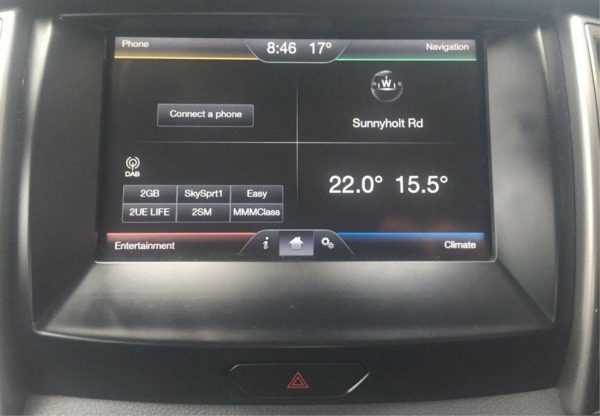 Phone
8:46 17°
Navigation
N W S
Connect a phone
Sunnyholt Rd
DAB
2GB SkySprt1 Easy
2UE LIFE 2SM MMMClass
22.0° 15.5°
Entertainment
i
Climate